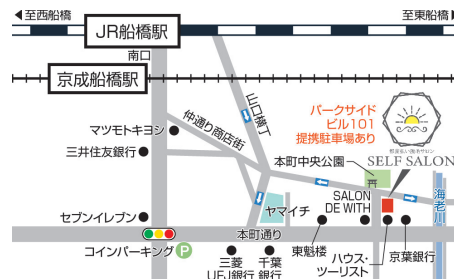 至西船橋
至東船橋
JR船橋駅
南口
京成船橋駅
山口横丁
仲通り商店街
パークサイド
ビル101
提携駐車場あり
マツモトキヨシ
三井住友銀行
本町中央公園
SELF SALON
SALON
DE WITH
海老川
ヤマイチ
セブンイレブン
本町通り
コインパーキング
P
三菱
UFJ銀行
千葉
銀行
東魁楼
ハウス・
ツーリスト
京葉銀行